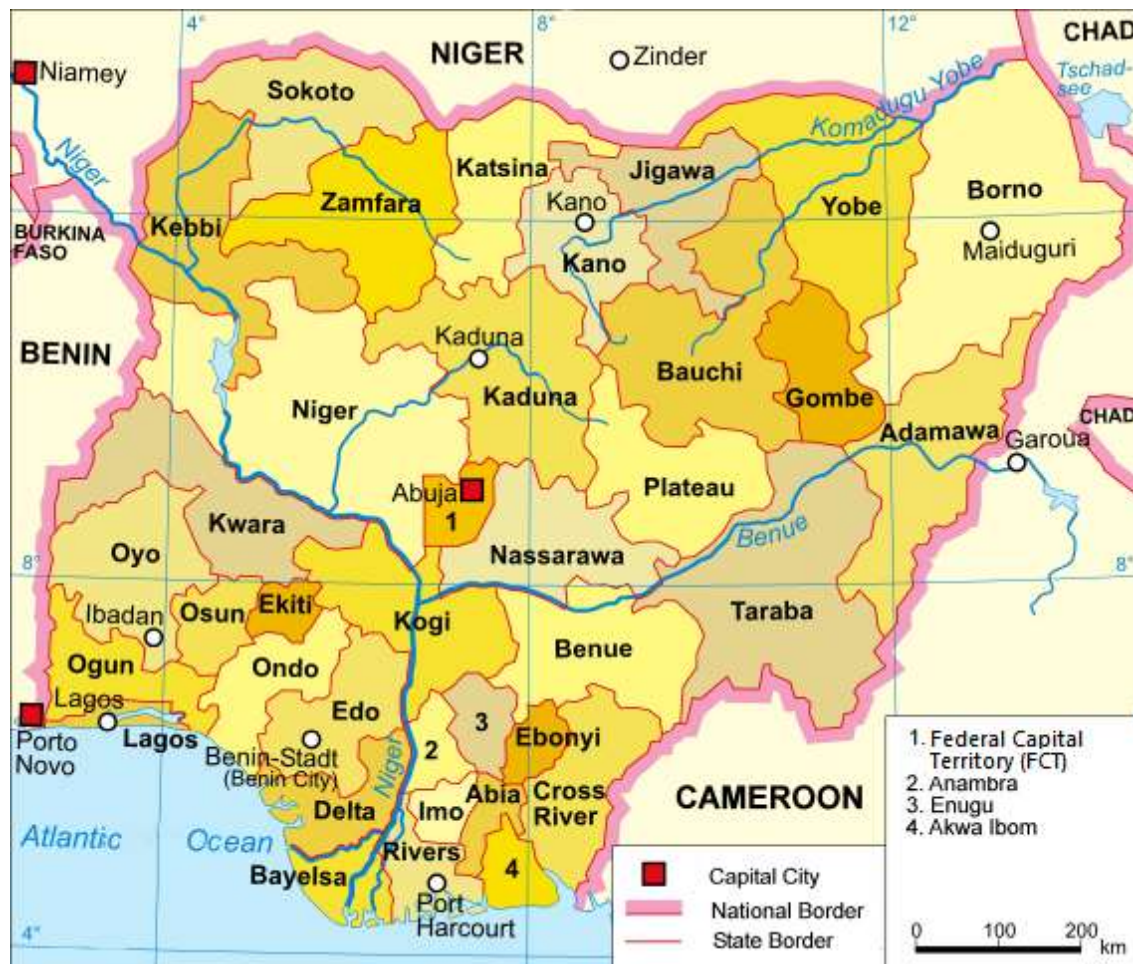 4°
8°
12°
NIGER
CHAD
Niamey
Zinder
Tschad-
see
Sokoto
Komadugu Yobe
Niger
Katsina
Jigawa
Zamfara
Kano
Yobe
Borno
Kebbi
BURKINA
FASO
Maiduguri
Kano
BENIN
Kaduna
Bauchi
Kaduna
Gombe
Niger
CHAD
Adamawa
Garoua
Abuja
1
Plateau
Kwara
Benue
Oyo
Nassarawa
8°
8°
Ibadan
Osun
Ekiti
Kogi
Taraba
Benue
Ogun
Ondo
Lagos
Edo
3
Porto
Novo
Lagos
2
Ebonyi
Benin-Stadt
(Benin City)
Niger
Delta
Imo
Abia
Cross
River
CAMEROON
Atlantic Ocean
Rivers
4
Bayelsa
Port
Harcourt
4°
1. Federal Capital
Territory (FCT)
2. Anambra
3. Enugu
4. Akwa Ibom
Capital City
National Border
State Border
0 100 200
km